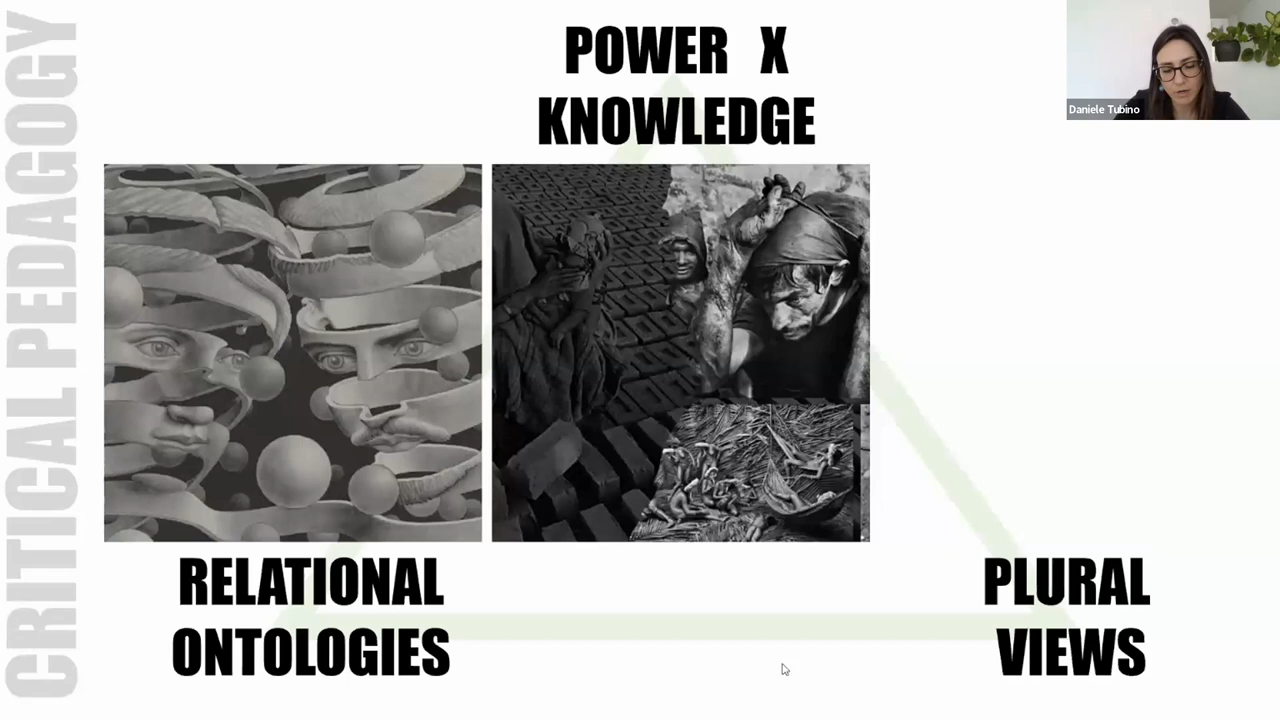 CRITICAL PEDAGOGY
POWER X
KNOWLEDGE
Daniele Tubino
RELATIONAL
ONTOLOGIES
PLURAL
VIEWS